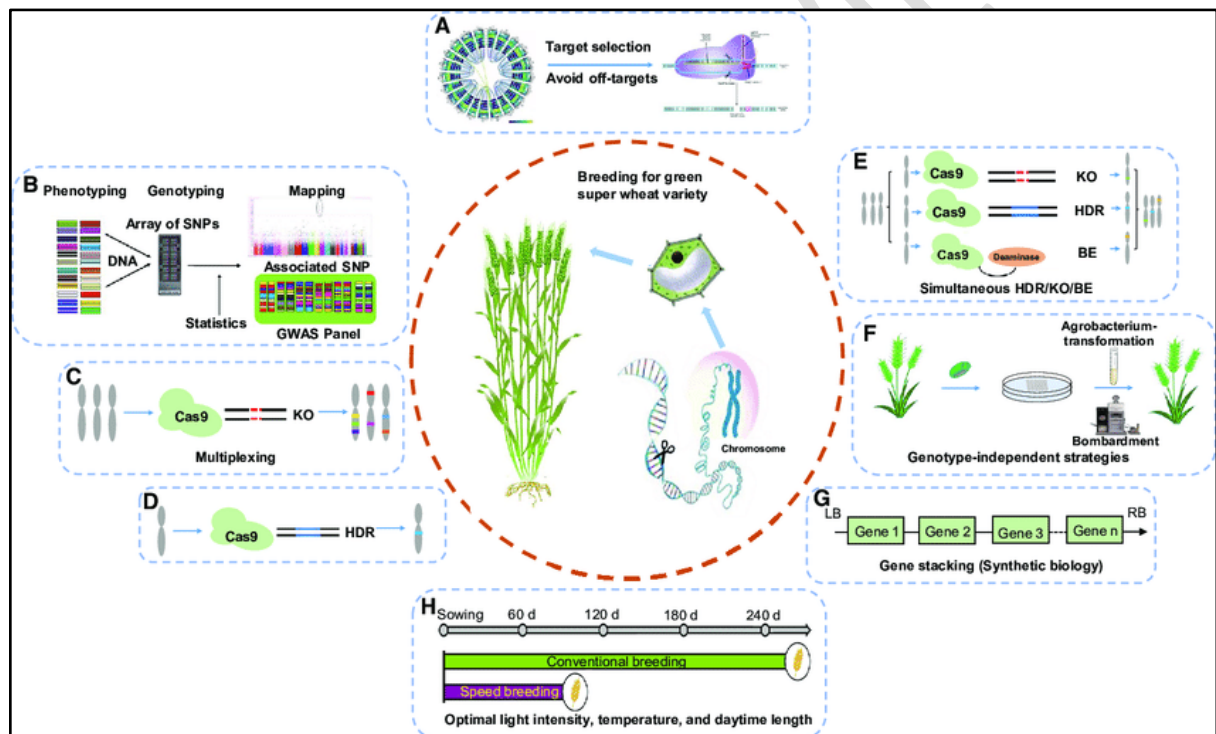 A
Target selection
Avoid off-targets
B
Phenotyping
Genotyping
Mapping
Array of SNPs
DNA
Associated SNP
Statistics
GWAS Panel
C
Cas9
KO
Multiplexing
D
Cas9
HDR
Breeding for green
super wheat variety
Chromosome
E
Cas9
KO
Cas9
HDR
Cas9
Deaminase
BE
Simultaneous HDR/KO/BE
F
Agrobacterium-
transformation
Bombardment
Genotype-independent strategies
G
LB
RB
Gene 1
Gene 2
Gene 3
Gene n
Gene stacking (Synthetic biology)
H
Sowing
60 d
120 d
180 d
240 d
Conventional breeding
Speed breeding
Optimal light intensity, temperature, and daytime length